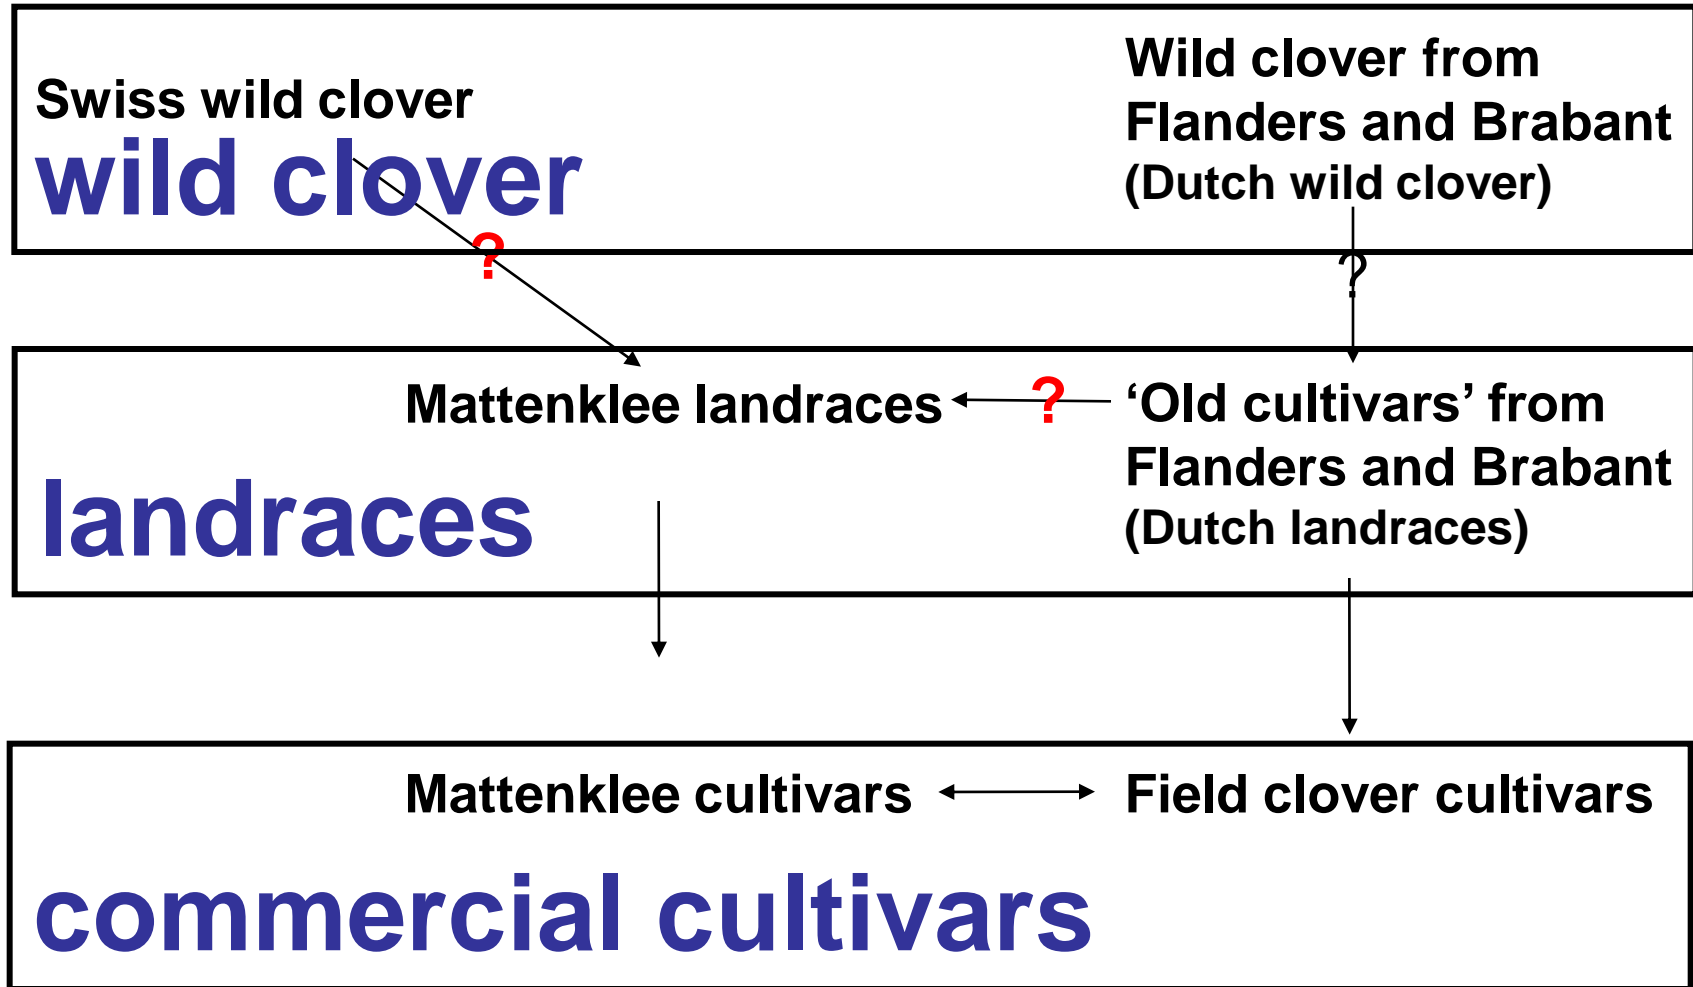 Swiss wild clover
wild clover
Wild clover from
Flanders and Brabant
(Dutch wild clover)
?
?
Mattenklee landraces
?
‘Old cultivars’ from
Flanders and Brabant
(Dutch landraces)
landraces
Mattenklee cultivars
Field clover cultivars
commercial cultivars